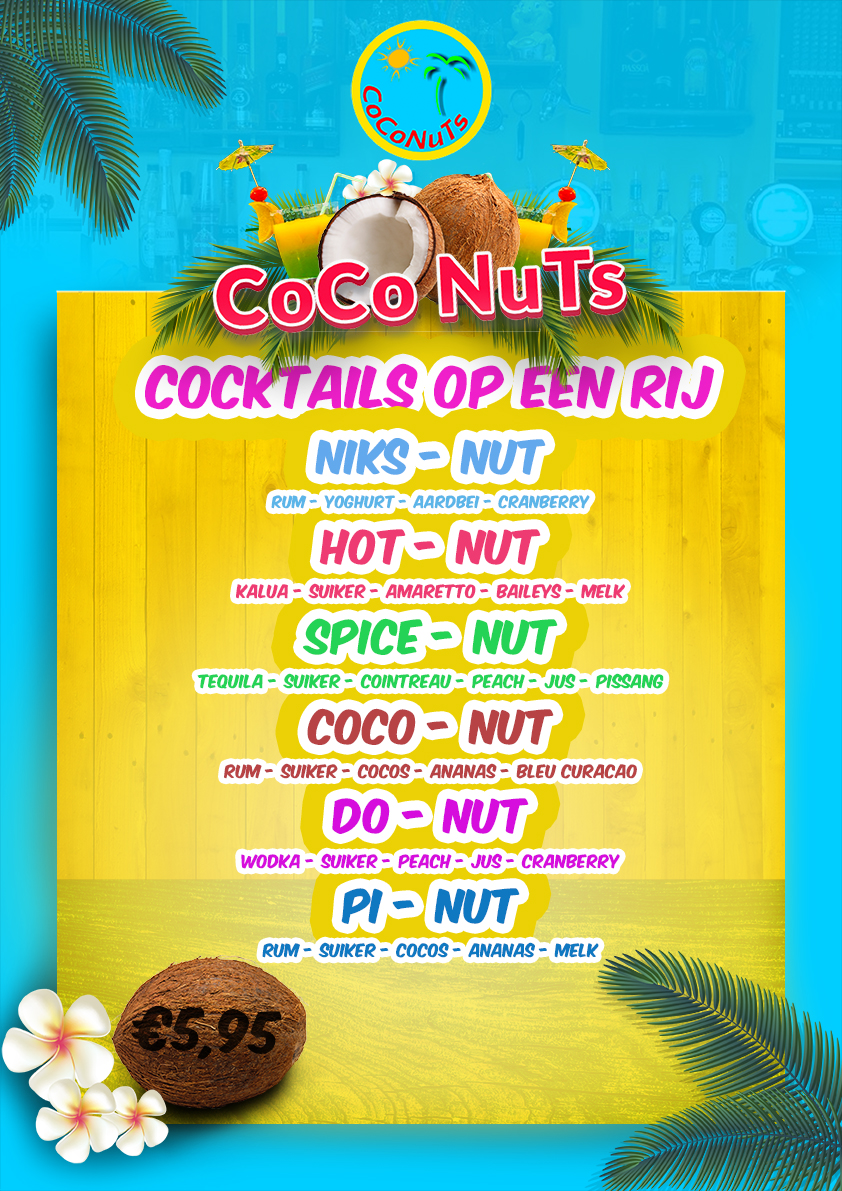 CoCoNuTs
CoCo NuTs
COCKTAILS OP EEN RIJ
NIKS - NUT
RUM - YOGHURT - AARDBEI - CRANBERRY
HOT - NUT
KALUA - SUIKER - AMARETTO - BAILEYS - MELK
SPICE - NUT
TEQUILA - SUIKER - COINTREAU - PEACH - JUS - PISSANG
COCO - NUT
RUM - SUIKER - COCOS - ANANAS - BLEU CURACAO
DO - NUT
WODKA - SUIKER - PEACH - JUS - CRANBERRY
PI - NUT
RUM - SUIKER - COCOS - ANANAS - MELK
€5,95